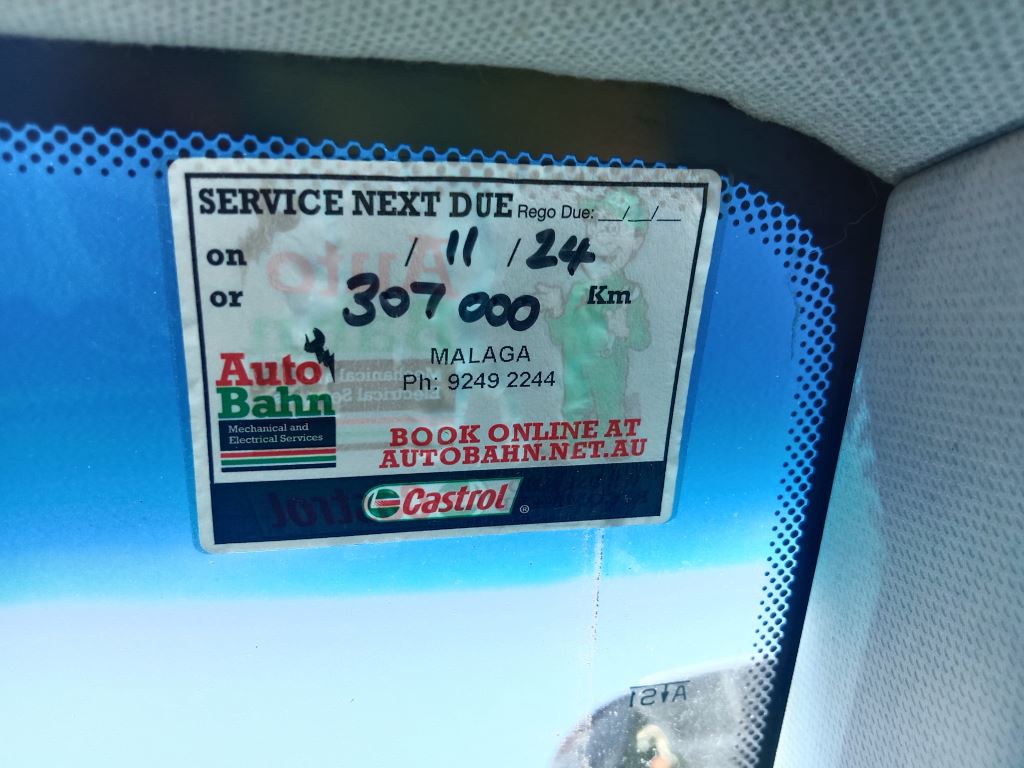 SERVICE NEXT DUE Rego Due: __/__/__
on / 11 / 24
or 307 000 Km
MALAGA
Ph: 9249 2244
Auto
Bahn
Mechanical and
Electrical Services
BOOK ONLINE AT
AUTOBAHN.NET.AU
Castrol ®
AS1